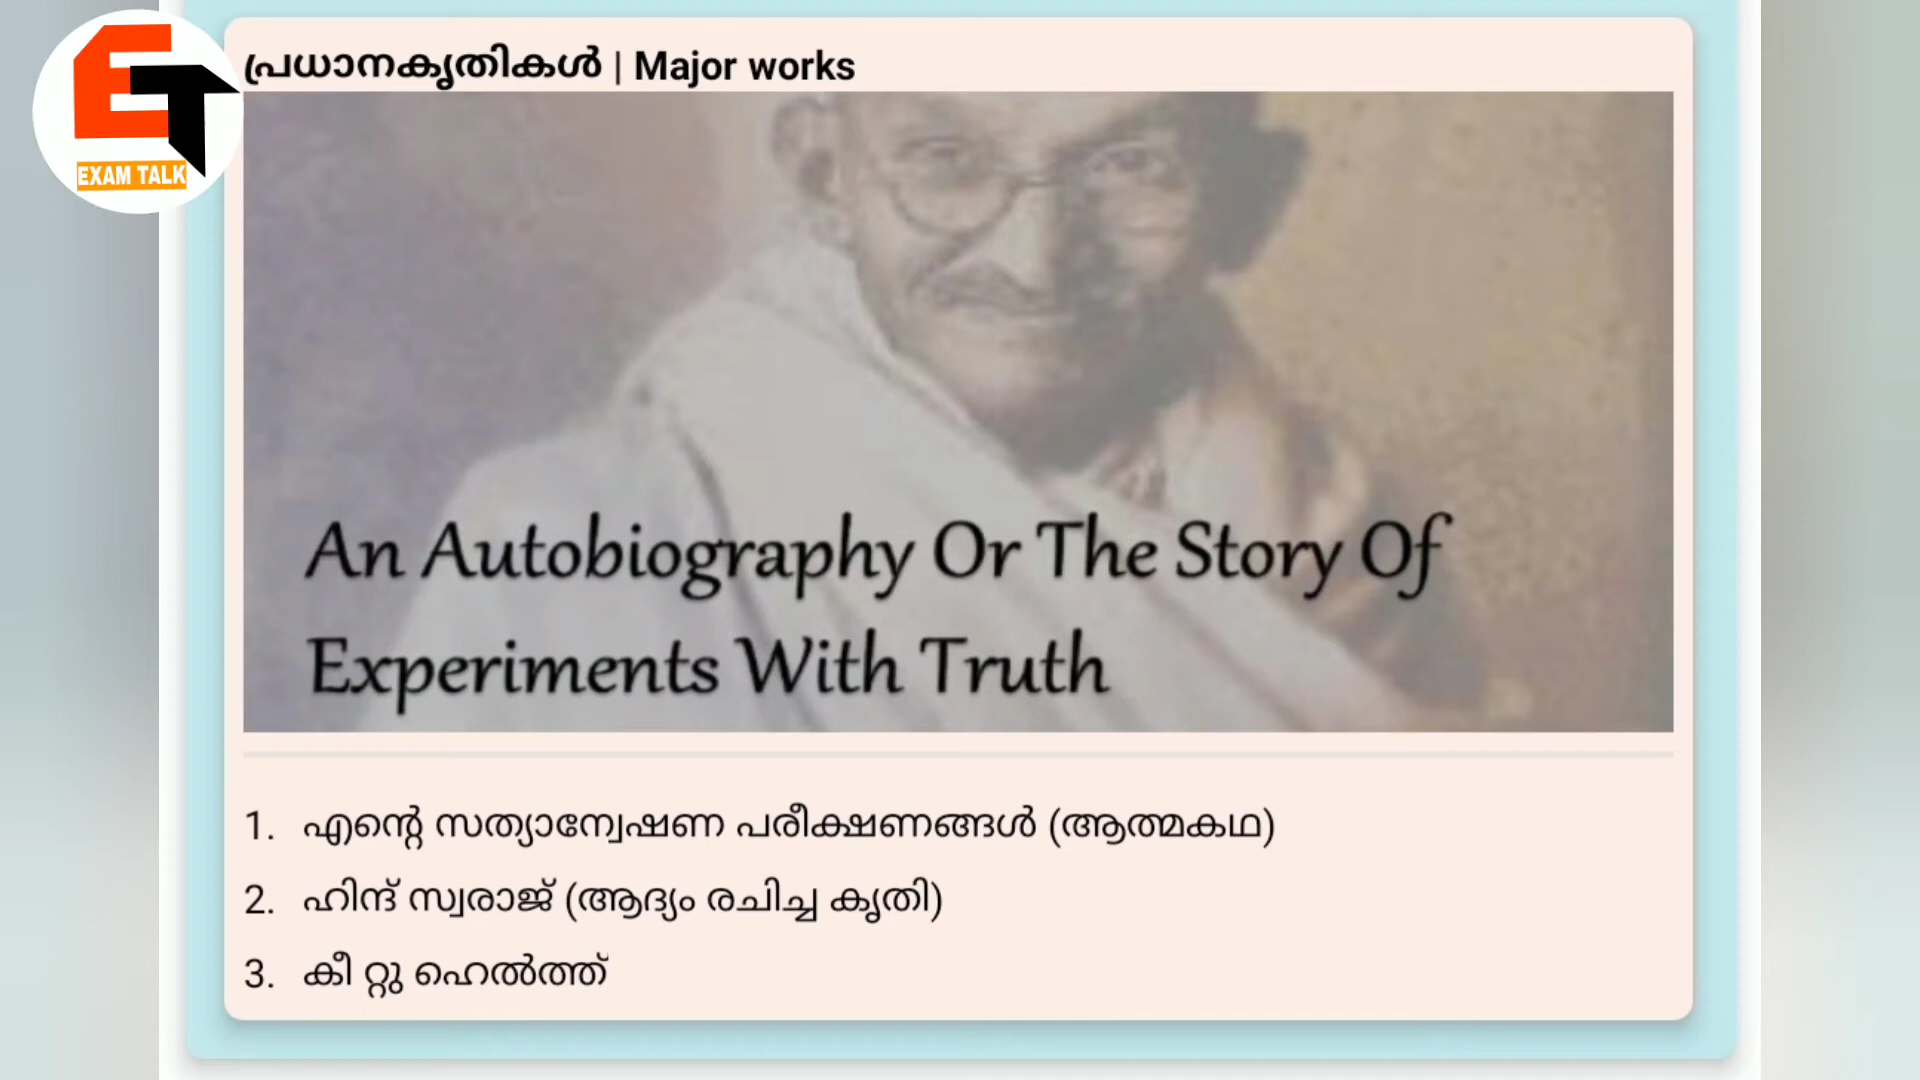 ET
EXAM TALK
പ്രധാനകൃതികൾ | Major works
An Autobiography Or The Story Of
Experiments With Truth
1. എന്റെ സത്യാന്വേഷണ പരീക്ഷണങ്ങൾ (ആത്മകഥ)
2. ഹിന്ദ് സ്വരാജ് (ആദ്യം രചിച്ച കൃതി)
3. കീ റ്റു ഹെൽത്ത്